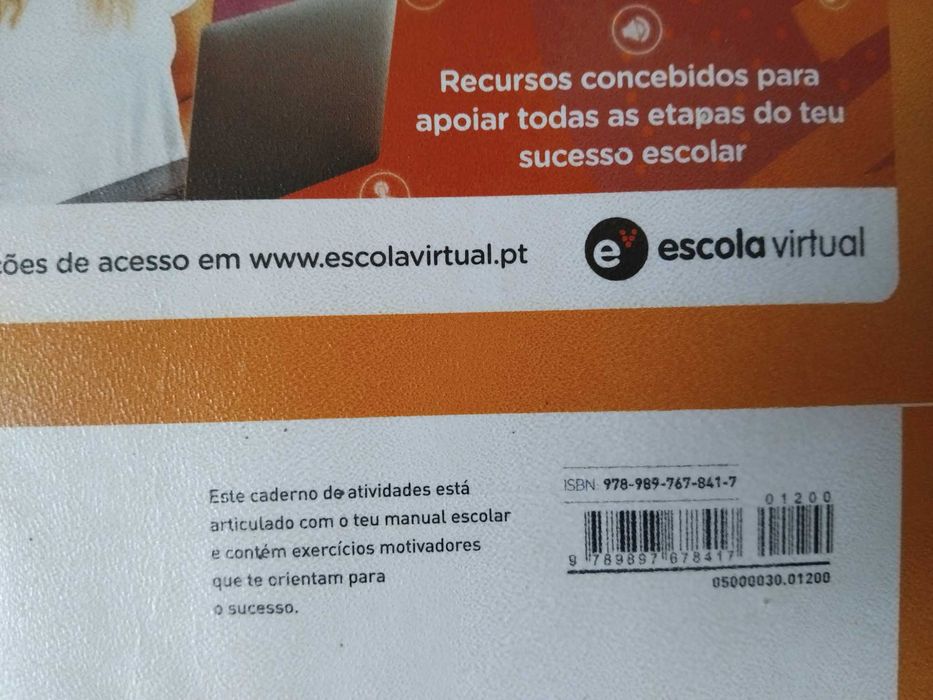 Recursos concebidos para
apoiar todas as etapas do teu
sucesso escolar
ções de acesso em www.escolavirtual.pt
ev escola virtual
Este caderno de atividades está
articulado com o teu manual escolar
e contém exercícios motivadores
que te orientam para
o sucesso.
ISBN: 978-989-767-841-7
01200
9 789897 678417
05000030.01200